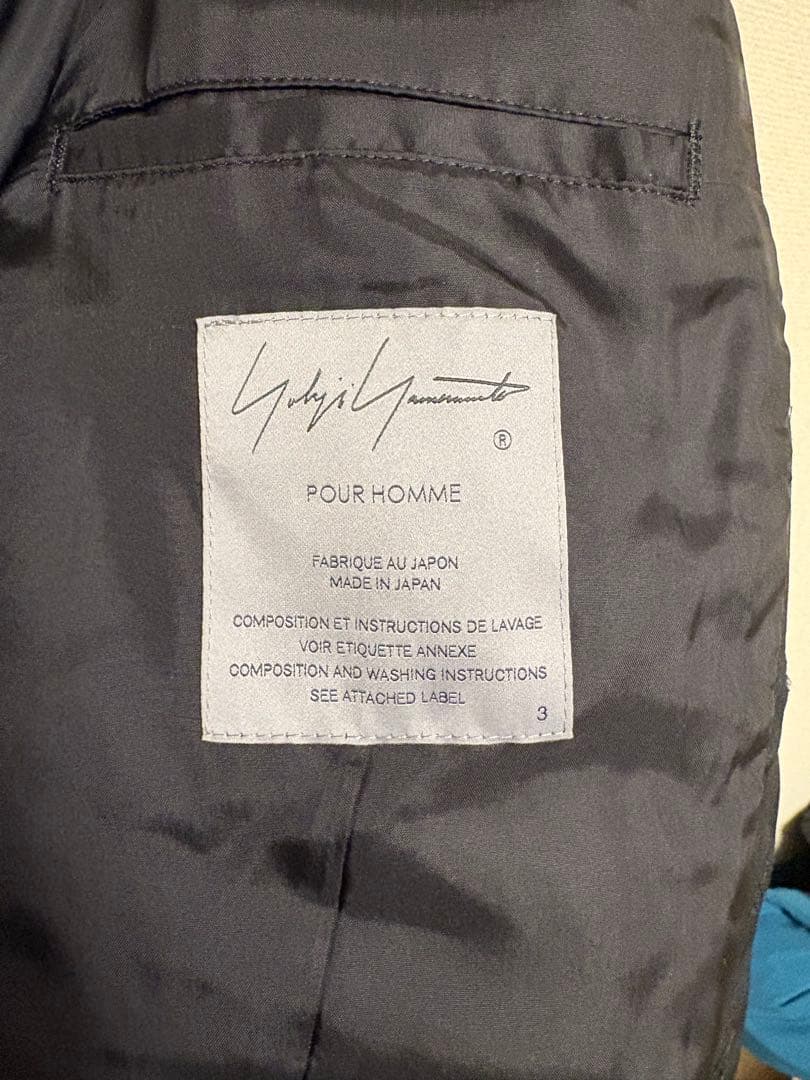 Yohji Yamamoto
®
POUR HOMME
FABRIQUE AU JAPON
MADE IN JAPAN
COMPOSITION ET INSTRUCTIONS DE LAVAGE
VOIR ETIQUETTE ANNEXE
COMPOSITION AND WASHING INSTRUCTIONS
SEE ATTACHED LABEL
3